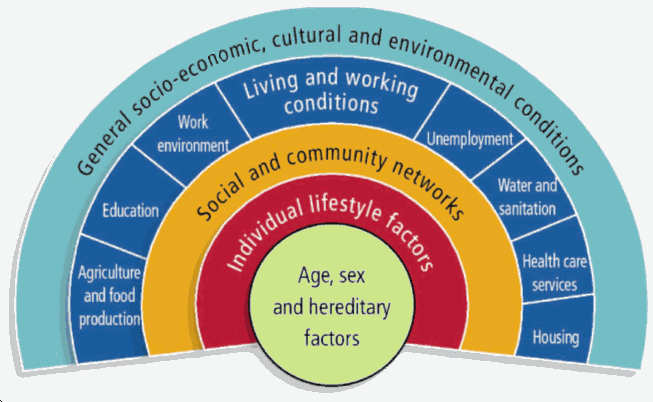 General socio-economic, cultural and environmental conditions
Living and working
conditions
Work
environment
Unemployment
Education
Water and
sanitation
Agriculture
and food
production
Health care
services
Housing
Social and community networks
Individual lifestyle factors
Age, sex
and hereditary
factors